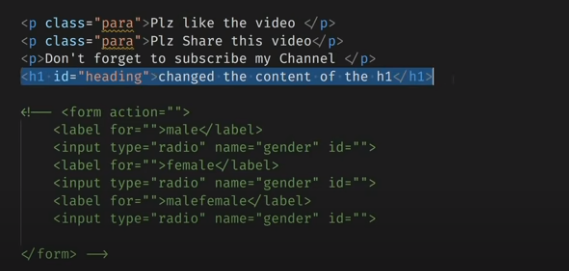 <p class="para">Plz like the video </p>
<p class="para">Plz Share this video</p>
<p>Don't forget to subscribe my Channel </p>
<h1 id="heading">changed the content of the h1</h1>
<!-- <form action="">
<label for="">male</label>
<input type="radio" name="gender" id="">
<label for="">female</label>
<input type="radio" name="gender" id="">
<label for="">malefemale</label>
<input type="radio" name="gender" id="">
</form> -->